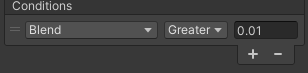 Conditions
Blend Greater 0.01
+ −